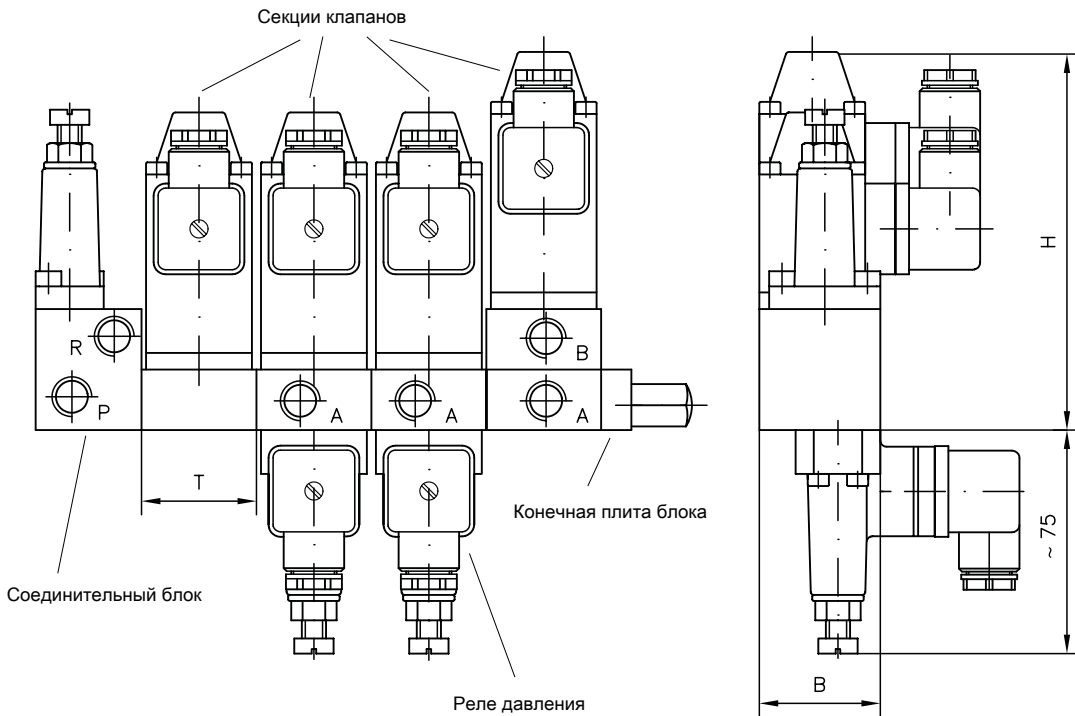 Секции клапанов
R
P
A
A
B
A
T
Соединительный блок
Конечная плита блока
Реле давления
H
~ 75
B